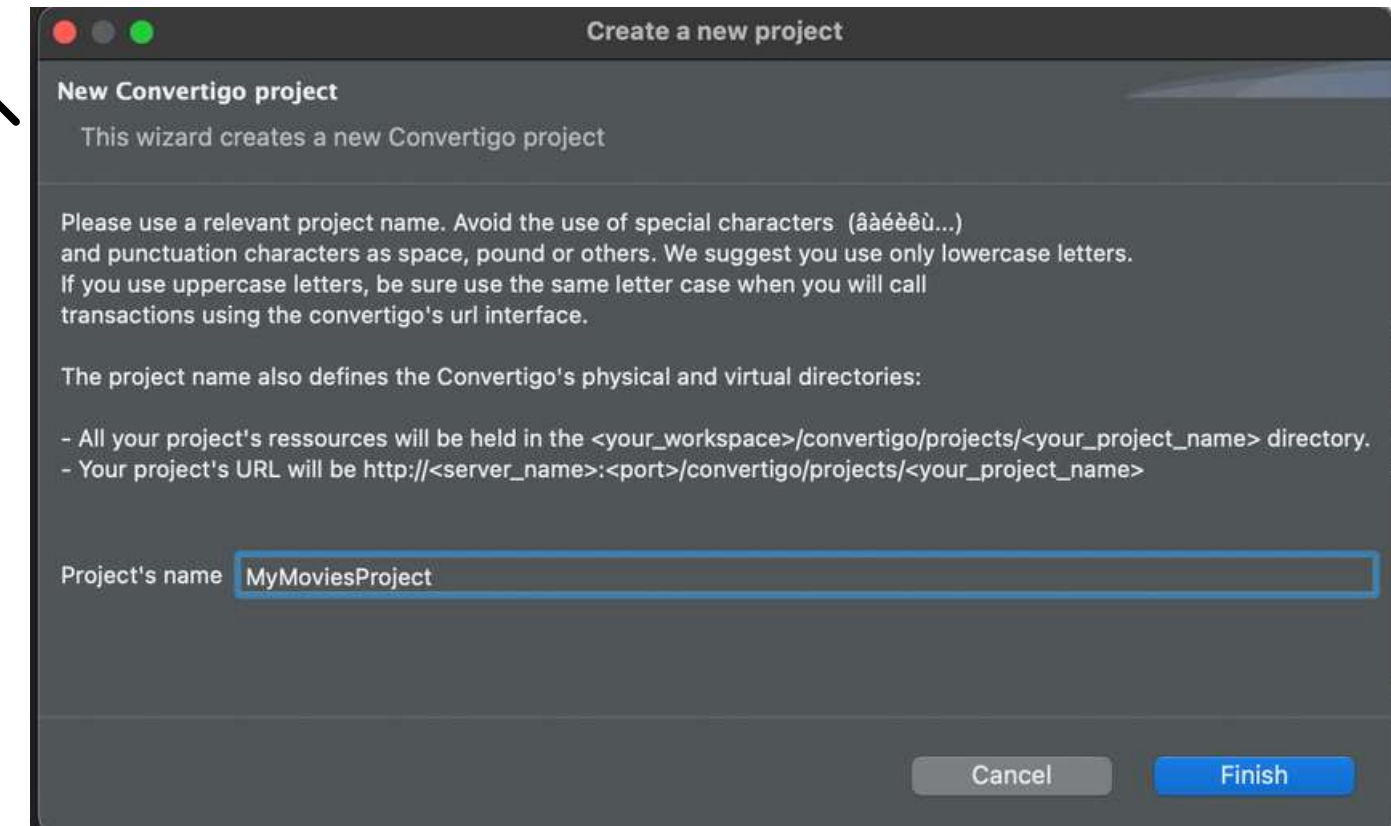 Create a new project
New Convertigo project
This wizard creates a new Convertigo project
Please use a relevant project name. Avoid the use of special characters (âàéèêù...)
and punctuation characters as space, pound or others. We suggest you use only lowercase letters.
If you use uppercase letters, be sure use the same letter case when you will call
transactions using the convertigo's url interface.
The project name also defines the Convertigo's physical and virtual directories:
- All your project's ressources will be held in the <your_workspace>/convertigo/projects/<your_project_name> directory.
- Your project's URL will be http://<server_name>:<port>/convertigo/projects/<your_project_name>
Project's name MyMoviesProject
Cancel Finish